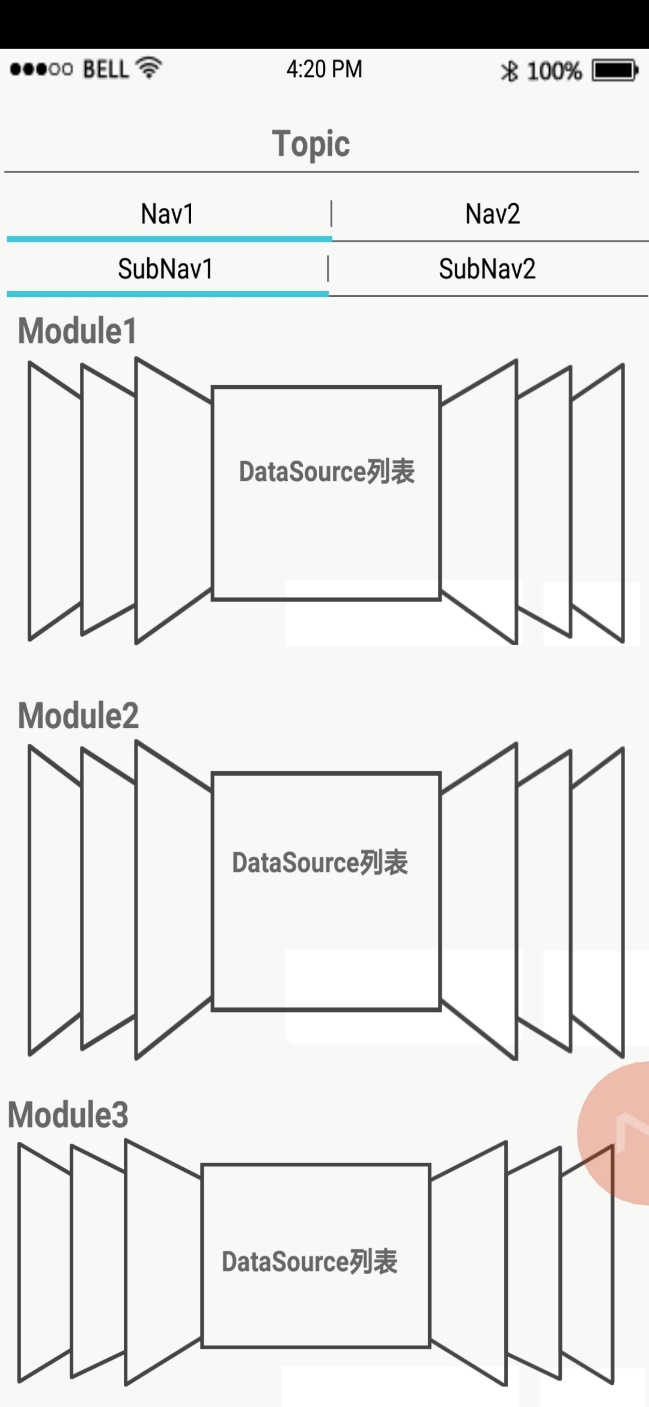 BELL 4:20 PM 100%
Topic
Nav1 | Nav2
SubNav1 | SubNav2
Module1
DataSource列表
Module2
DataSource列表
Module3
DataSource列表